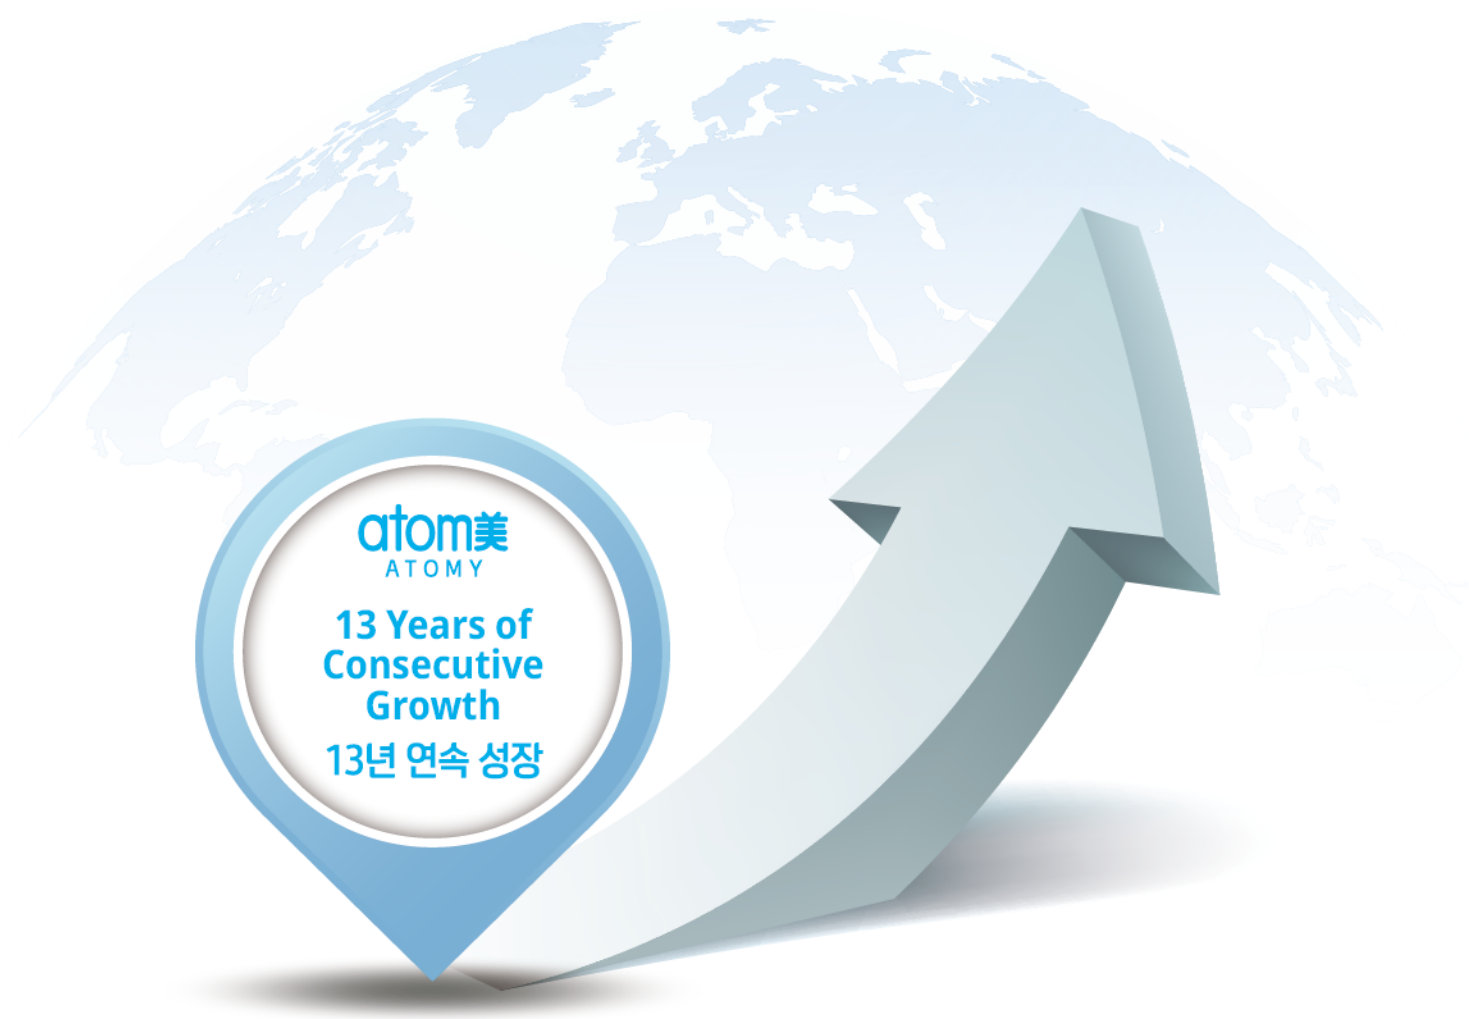 atom美
ATOMY
13 Years of
Consecutive
Growth
13년 연속 성장